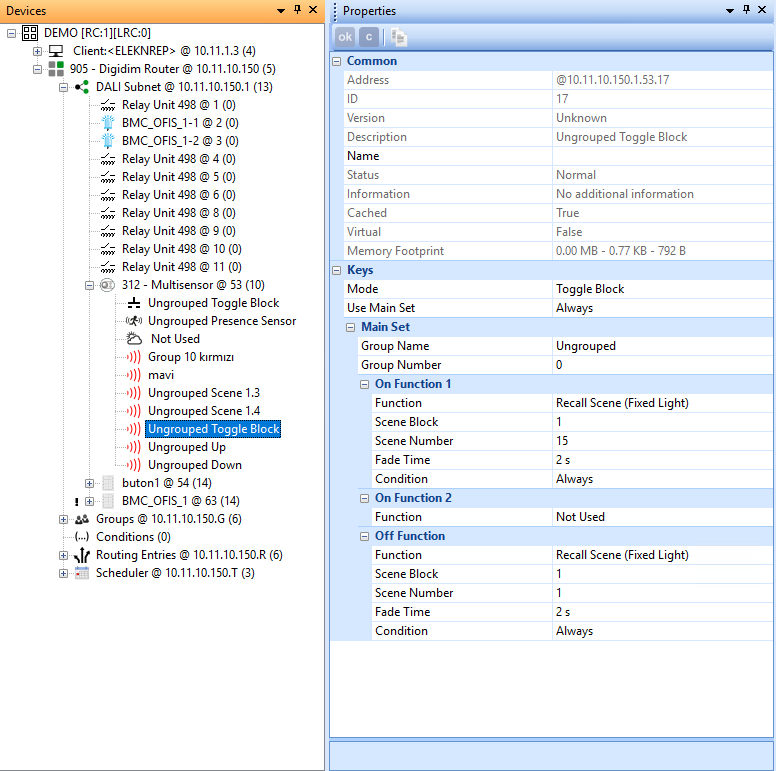 Devices
DEMO [RC:1][LRC:0]
Client:<ELEKNREP> @ 10.11.1.3 (4)
905 - Digidim Router @ 10.11.10.150 (5)
DALI Subnet @ 10.11.10.150.1 (13)
Relay Unit 498 @ 1 (0)
BMC_OFIS_1-1 @ 2 (0)
BMC_OFIS_1-2 @ 3 (0)
Relay Unit 498 @ 4 (0)
Relay Unit 498 @ 5 (0)
Relay Unit 498 @ 6 (0)
Relay Unit 498 @ 8 (0)
Relay Unit 498 @ 9 (0)
Relay Unit 498 @ 10 (0)
Relay Unit 498 @ 11 (0)
312 - Multisensor @ 53 (10)
Ungrouped Toggle Block
Ungrouped Presence Sensor
Not Used
Group 10 kırmızı
mavi
Ungrouped Scene 1.3
Ungrouped Scene 1.4
Ungrouped Toggle Block
Ungrouped Up
Ungrouped Down
buton1 @ 54 (14)
! BMC_OFIS_1 @ 63 (14)
Groups @ 10.11.10.150.G (6)
Conditions (0)
Routing Entries @ 10.11.10.150.R (6)
Scheduler @ 10.11.10.150.T (3)
Properties
ok c
Common
Address @10.11.10.150.1.53.17
ID 17
Version Unknown
Description Ungrouped Toggle Block
Name
Status Normal
Information No additional information
Cached True
Virtual False
Memory Footprint 0.00 MB - 0.77 KB - 792 B
Keys
Mode Toggle Block
Use Main Set Always
Main Set
Group Name Ungrouped
Group Number 0
On Function 1
Function Recall Scene (Fixed Light)
Scene Block 1
Scene Number 15
Fade Time 2 s
Condition Always
On Function 2
Function Not Used
Off Function
Function Recall Scene (Fixed Light)
Scene Block 1
Scene Number 1
Fade Time 2 s
Condition Always